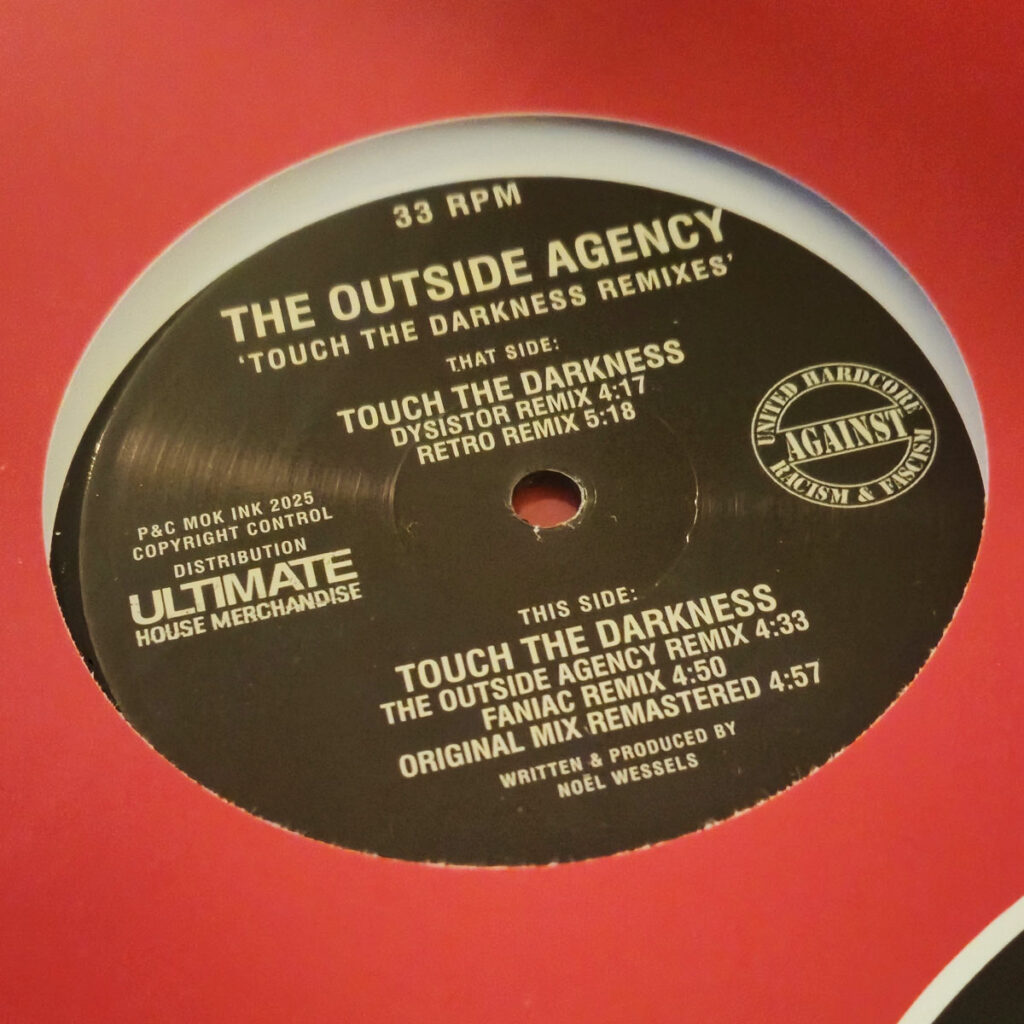 33 RPM
THE OUTSIDE AGENCY
'TOUCH THE DARKNESS REMIXES'
THAT SIDE:
TOUCH THE DARKNESS
DYSISTOR REMIX 4:17
RETRO REMIX 5:18
UNITED HARDCORE
AGAINST
RACISM & FASCISM
P&C MOK INK 2025
COPYRIGHT CONTROL
DISTRIBUTION
ULTIMATE
HOUSE MERCHANDISE
THIS SIDE:
TOUCH THE DARKNESS
THE OUTSIDE AGENCY REMIX 4:33
FANIAC REMIX 4:50
ORIGINAL MIX REMASTERED 4:57
WRITTEN & PRODUCED BY
NOËL WESSELS